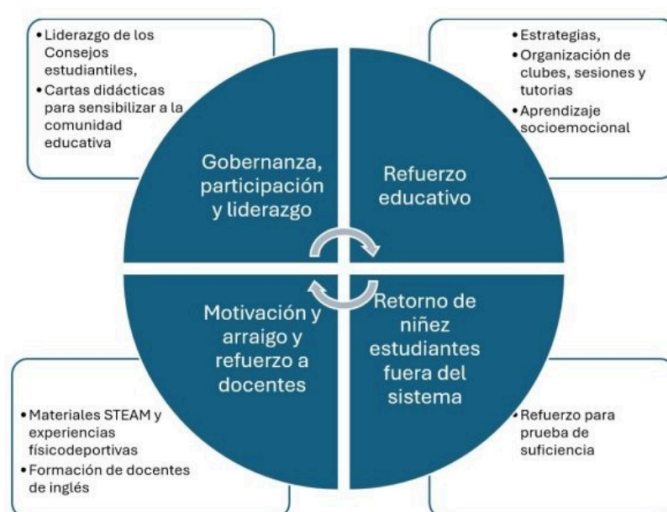 • Liderazgo de los
Consejos
estudiantiles,
• Cartas didácticas
para sensibilizar a la
comunidad
educativa
• Estrategias,
• Organización de
clubes, sesiones y
tutorias
• Aprendizaje
socioemocional
Gobernanza,
participación
y liderazgo
Refuerzo
educativo
Motivación y
arraigo y
refuerzo a
docentes
Retorno de
niñez
estudiantes
fuera del
sistema
• Materiales STEAM y
experiencias
físicodeportivas
• Formación de docentes
de inglés
• Refuerzo para
prueba de
suficiencia